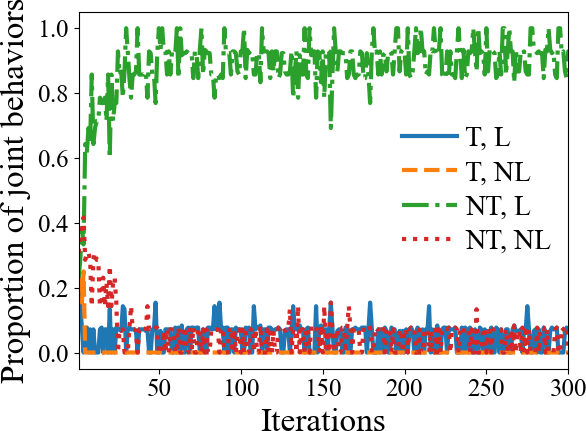 Proportion of joint behaviors
1.0
0.8
0.6
0.4
0.2
0.0
T, L
T, NL
NT, L
NT, NL
50
100
150
200
250
300
Iterations